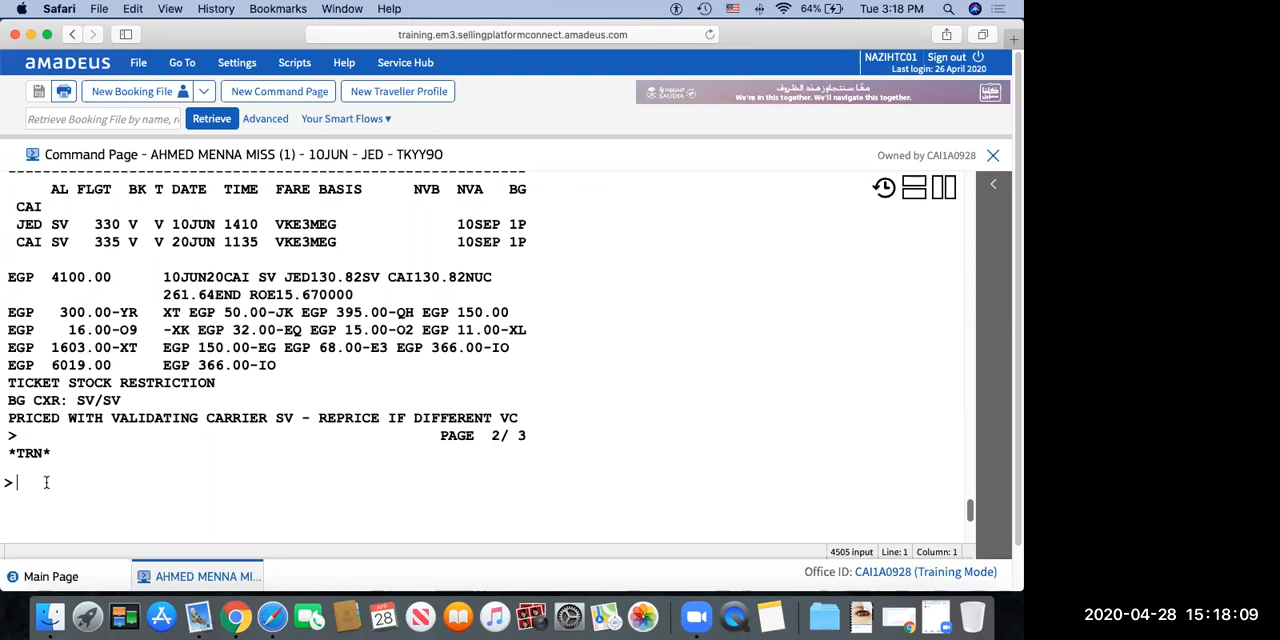 Safari File Edit View History Bookmarks Window Help 64% Tue 3:18 PM
training.em3.sellingplatformconnect.amadeus.com
amadeus File Go To Settings Scripts Help Service Hub NAZIHTC01 Sign out
Last login: 26 April 2020
New Booking File New Command Page New Traveller Profile
SAUDIA معًا سنتجاوز هذه الظروف
We're in this together. We'll navigate this together.
Retrieve Booking File by name, r Retrieve Advanced Your Smart Flows ▾
Command Page - AHMED MENNA MISS (1) - 10JUN - JED - TKYY9O Owned by CAI1A0928
-----------------------------------------------------------
AL FLGT BK T DATE TIME FARE BASIS NVB NVA BG
CAI
JED SV 330 V V 10JUN 1410 VKE3MEG 10SEP 1P
CAI SV 335 V V 20JUN 1135 VKE3MEG 10SEP 1P
EGP 4100.00 10JUN20CAI SV JED130.82SV CAI130.82NUC
261.64END ROE15.670000
EGP 300.00-YR XT EGP 50.00-JK EGP 395.00-QH EGP 150.00
EGP 16.00-O9 -XK EGP 32.00-EQ EGP 15.00-O2 EGP 11.00-XL
EGP 1603.00-XT EGP 150.00-EG EGP 68.00-E3 EGP 366.00-IO
EGP 6019.00 EGP 366.00-IO
TICKET STOCK RESTRICTION
BG CXR: SV/SV
PRICED WITH VALIDATING CARRIER SV - REPRICE IF DIFFERENT VC
> PAGE 2/ 3
*TRN*
>
4505 input Line: 1 Column: 1
Main Page AHMED MENNA MI... Office ID: CAI1A0928 (Training Mode)
APR
28
2020-04-28 15:18:09